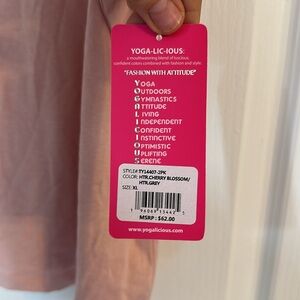 YOGA-LIC-IOUS:
a mouthwatering blend of luscious,
confident colors combined with fashion and style.
"FASHION WITH ATTITUDE"
YOGA
OUTDOORS
GYMNASTICS
ATTITUDE
LIVING
INDEPENDENT
CONFIDENT
INSTINCTIVE
OPTIMISTIC
UPLIFTING
SERENE
STYLE# TY14407-2PK
COLOR: HTR.CHERRY BLOSSOM/
HTR.GREY
SIZE: XL
MSRP : $62.00
www.yogalicious.com